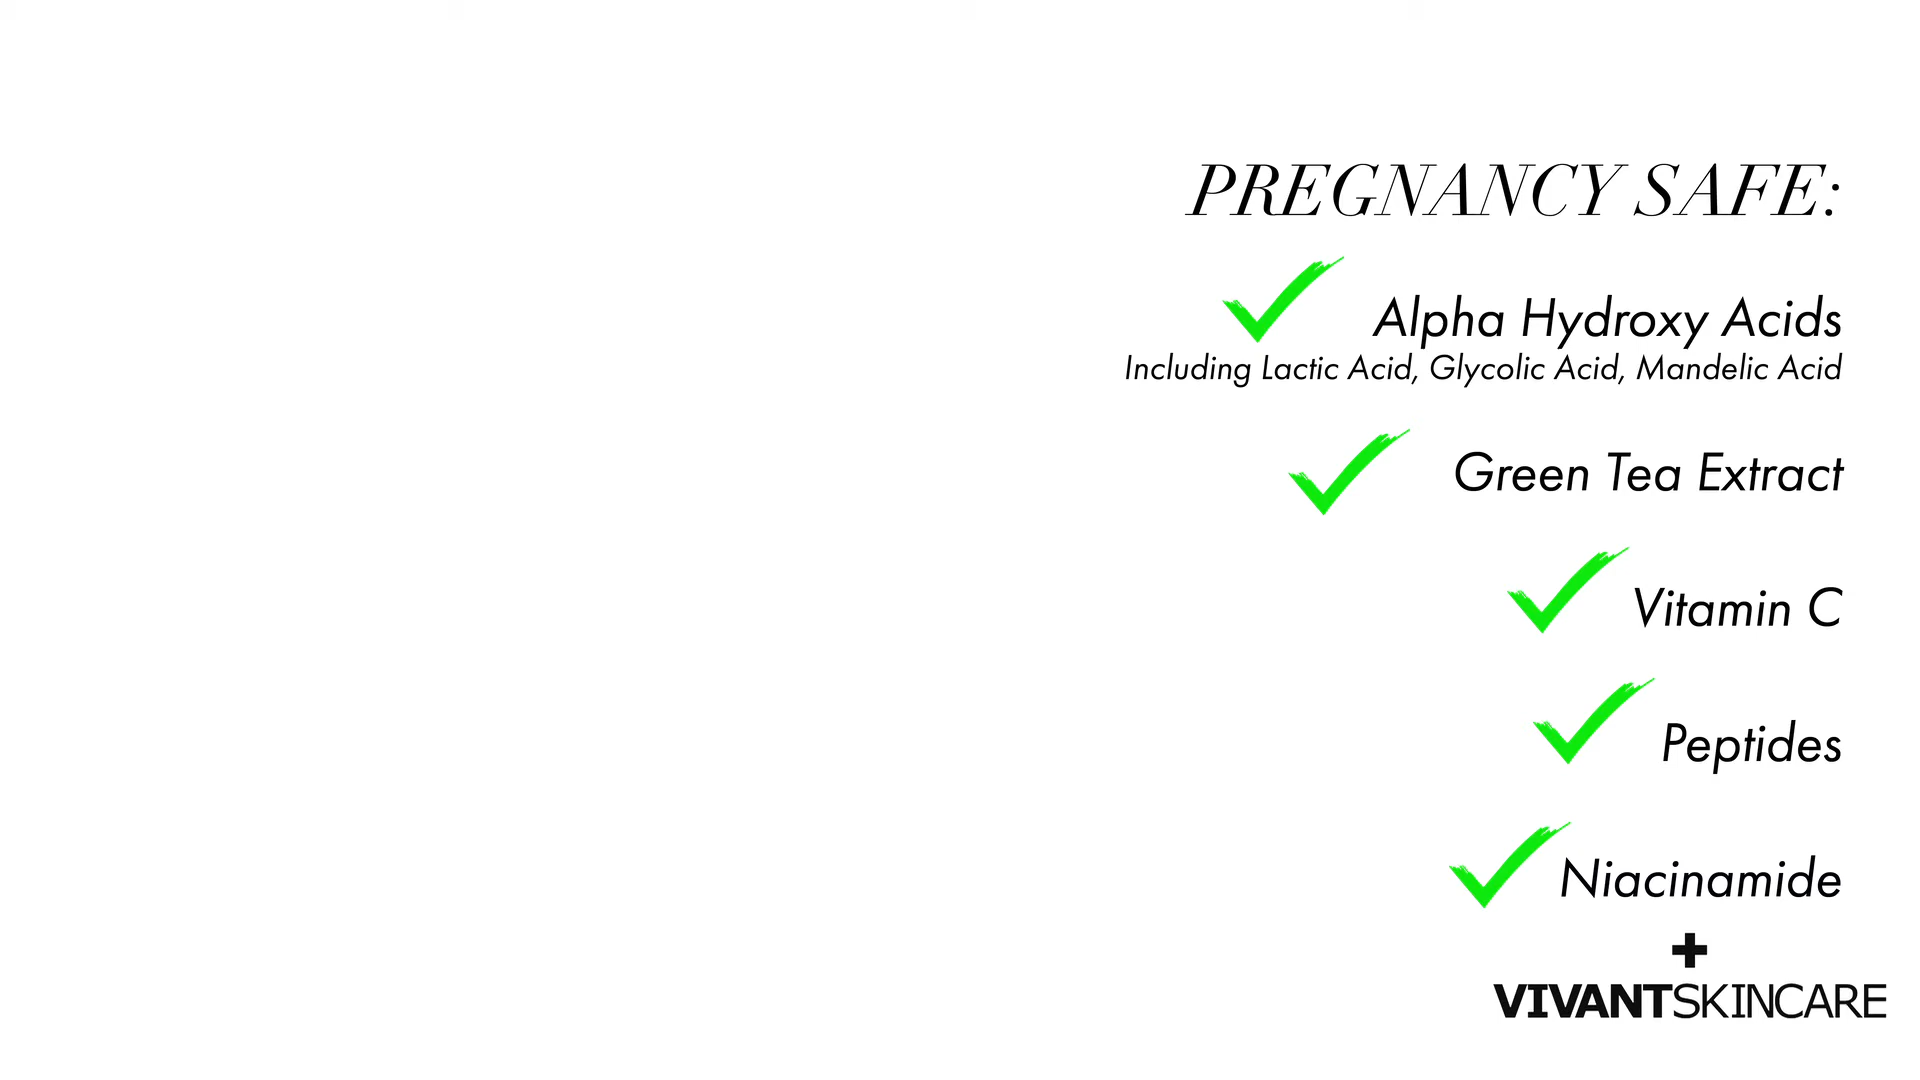 PREGNANCY SAFE:
Alpha Hydroxy Acids
Including Lactic Acid, Glycolic Acid, Mandelic Acid
Green Tea Extract
Vitamin C
Peptides
Niacinamide
VIVANTSKINCARE